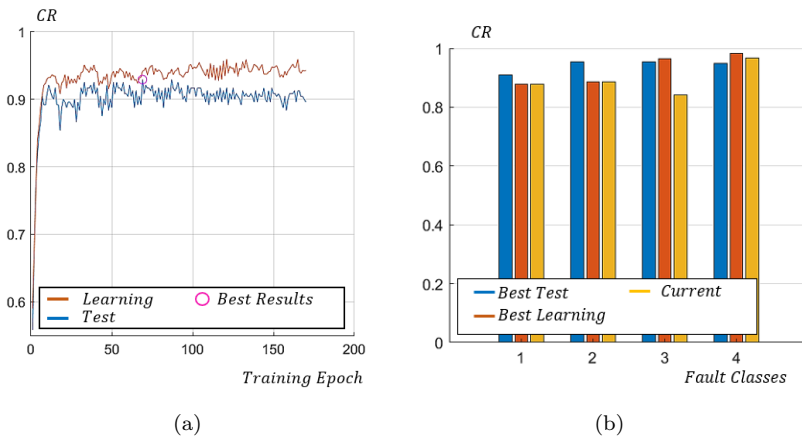 CR
1
0.9
0.8
0.7
0.6
Learning
Best Results
Test
0
50
100
150
200
Training Epoch
(a)
CR
1
0.8
0.6
0.4
0.2
0
Best Test
Current
Best Learning
1
2
3
4
Fault Classes
(b)